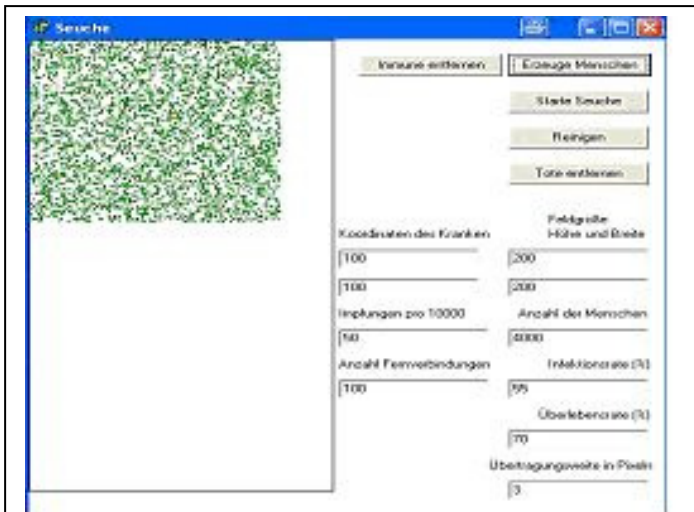 Seuche
Immune entfernen
Erzeuge Menschen
Starte Seuche
Reinigen
Tote entfernen
Koordinaten des Kranken
Feldgröße
Höhe und Breite
100
200
100
200
Impfungen pro 10000
Anzahl der Menschen
50
4000
Anzahl Fernverbindungen
Infektionsrate (%)
100
Überlebensrate (%)
70
Übertragungsweite in Pixeln
3